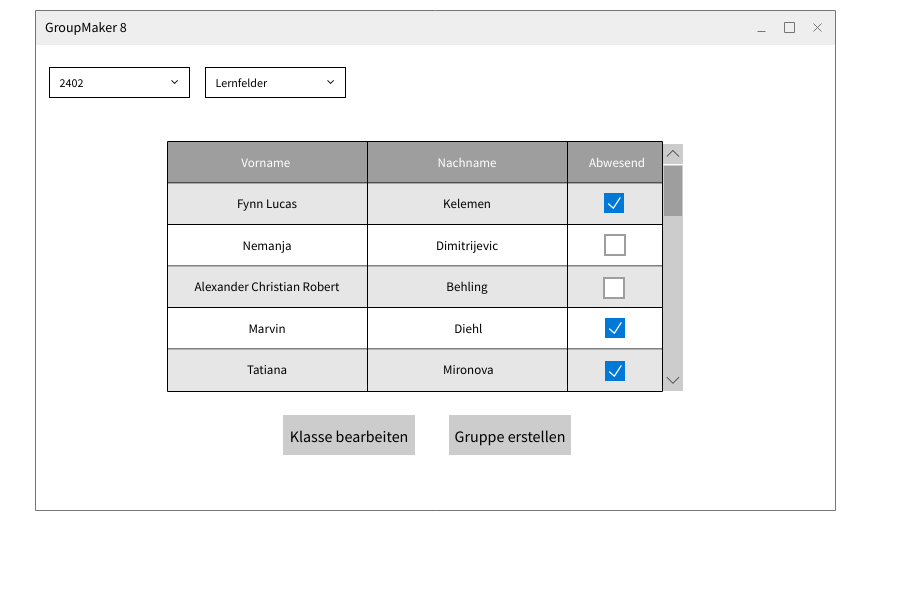 GroupMaker 8
2402 Lernfelder
Vorname Nachname Abwesend
Fynn Lucas Kelemen
Nemanja Dimitrijevic
Alexander Christian Robert Behling
Marvin Diehl
Tatiana Mironova
Klasse bearbeiten Gruppe erstellen